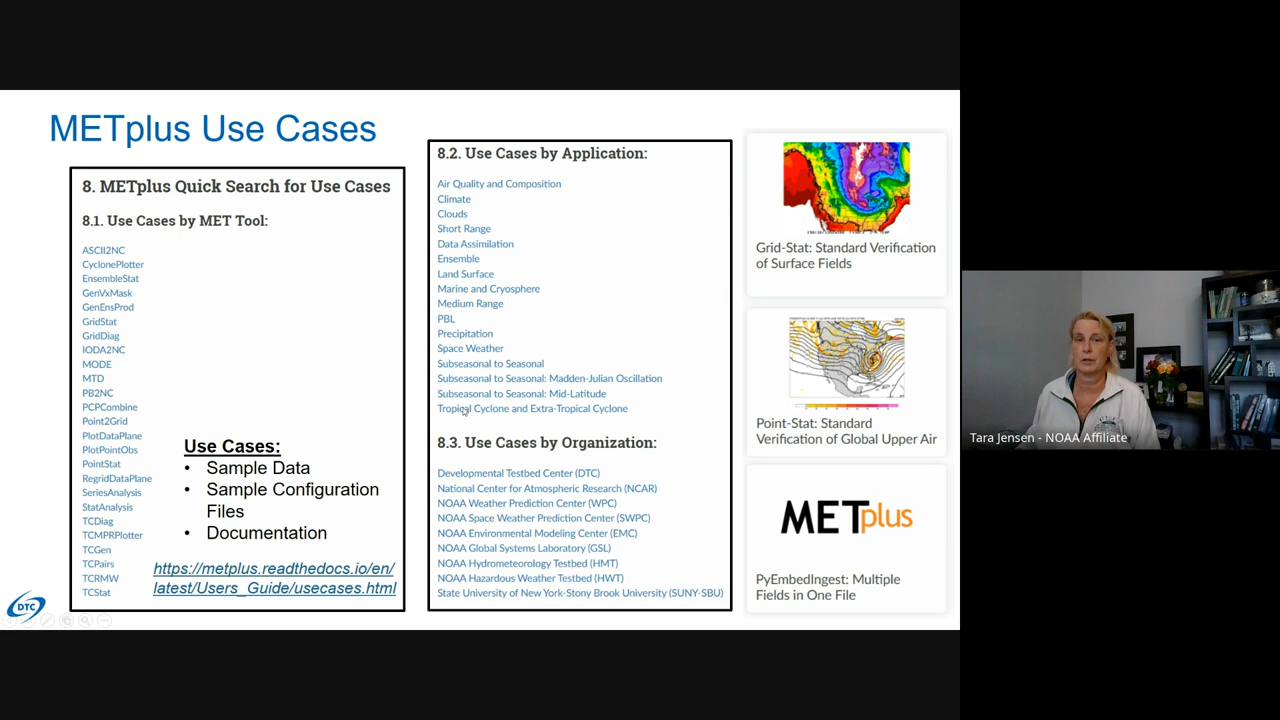 METplus Use Cases
8. METplus Quick Search for Use Cases
8.1. Use Cases by MET Tool:
ASCII2NC
CyclonePlotter
EnsembleStat
GenVxMask
GenEnsProd
GridStat
GridDiag
IODA2NC
MODE
MTD
PB2NC
PCPCombine
Point2Grid
PlotDataPlane
PlotPointObs
PointStat
RegridDataPlane
SeriesAnalysis
StatAnalysis
TCDiag
TCMPRPlotter
TCGen
TCPairs
TCRMW
TCStat
Use Cases:
• Sample Data
• Sample Configuration
Files
• Documentation
https://metplus.readthedocs.io/en/
latest/Users_Guide/usecases.html
DTC
8.2. Use Cases by Application:
Air Quality and Composition
Climate
Clouds
Short Range
Data Assimilation
Ensemble
Land Surface
Marine and Cryosphere
Medium Range
PBL
Precipitation
Space Weather
Subseasonal to Seasonal
Subseasonal to Seasonal: Madden-Julian Oscillation
Subseasonal to Seasonal: Mid-Latitude
Tropical Cyclone and Extra-Tropical Cyclone
8.3. Use Cases by Organization:
Developmental Testbed Center (DTC)
National Center for Atmospheric Research (NCAR)
NOAA Weather Prediction Center (WPC)
NOAA Space Weather Prediction Center (SWPC)
NOAA Environmental Modeling Center (EMC)
NOAA Global Systems Laboratory (GSL)
NOAA Hydrometeorology Testbed (HMT)
NOAA Hazardous Weather Testbed (HWT)
State University of New York-Stony Brook University (SUNY-SBU)
Grid-Stat: Standard Verification
of Surface Fields
Point-Stat: Standard
Verification of Global Upper Air
METplus
PyEmbedIngest: Multiple
Fields in One File
Tara Jensen - NOAA Affiliate